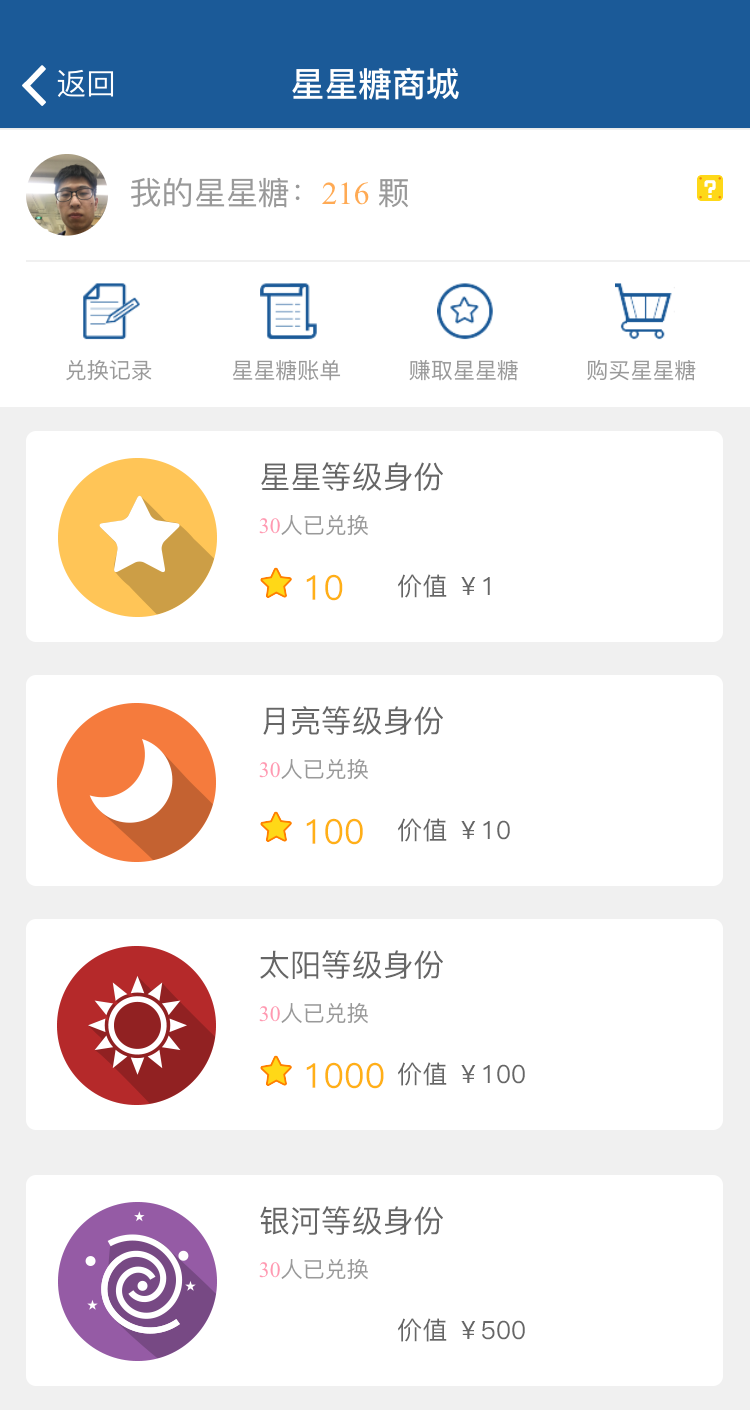 返回
星星糖商城
我的星星糖: 216 颗
?
兑换记录
星星糖账单
赚取星星糖
购买星星糖
星星等级身份
30人已兑换
10 价值 ¥1
月亮等级身份
30人已兑换
100 价值 ¥10
太阳等级身份
30人已兑换
1000 价值 ¥100
银河等级身份
30人已兑换
价值 ¥500